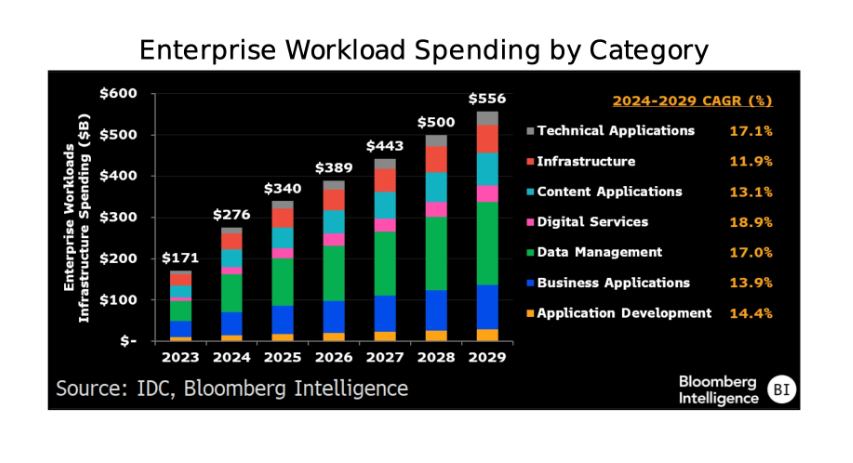 Enterprise Workload Spending by Category
Enterprise Workloads
Infrastructure Spending ($B)
$600
$500
$400
$300
$200
$100
$-
$171
$276
$340
$389
$443
$500
$556
2023 2024 2025 2026 2027 2028 2029
2024-2029 CAGR (%)
Technical Applications 17.1%
Infrastructure 11.9%
Content Applications 13.1%
Digital Services 18.9%
Data Management 17.0%
Business Applications 13.9%
Application Development 14.4%
Source: IDC, Bloomberg Intelligence
Bloomberg
Intelligence
BI